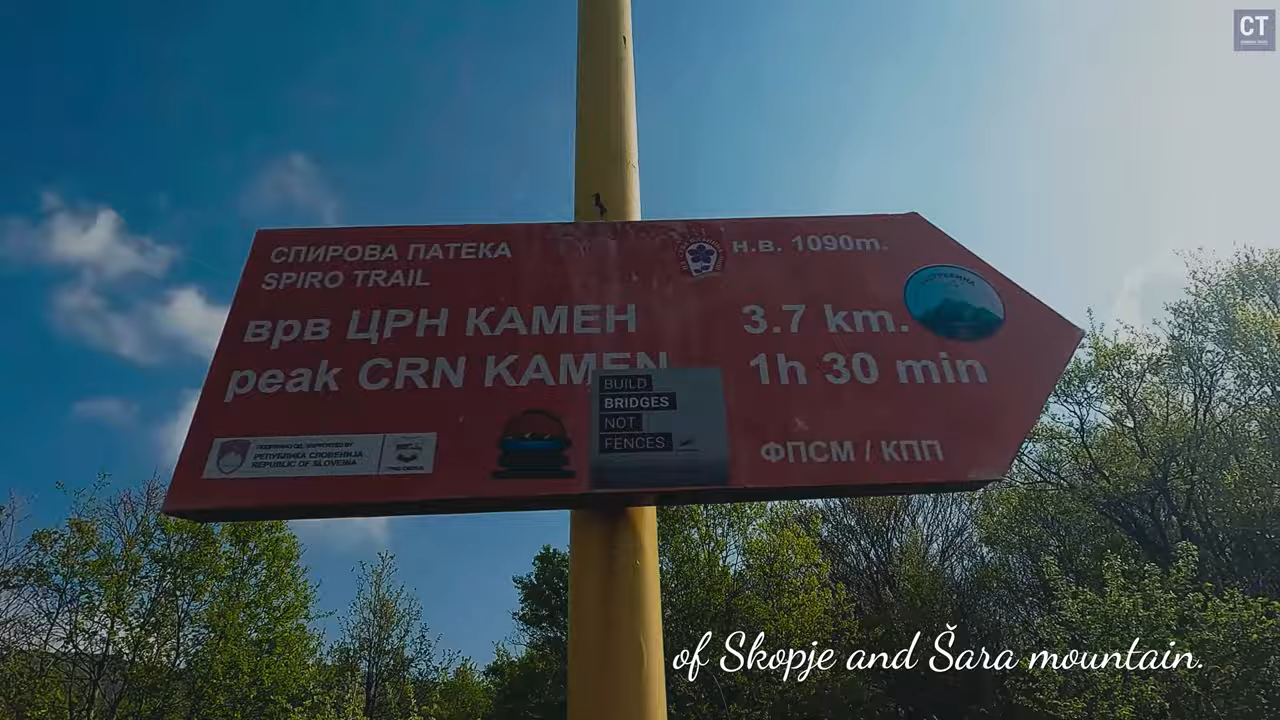 СПИРОВА ПАТЕКА
SPIRO TRAIL
н.в. 1090m.
врв ЦРН КАМЕН 3.7 km.
peak CRN KAMEN 1h 30 min
BUILD
BRIDGES
NOT
FENCES
РЕПУБЛИКА СЛОВЕНИЈА
REPUBLIC OF SLOVENIA
ФПСМ / КПП
CT
of Skopje and Šara mountain.